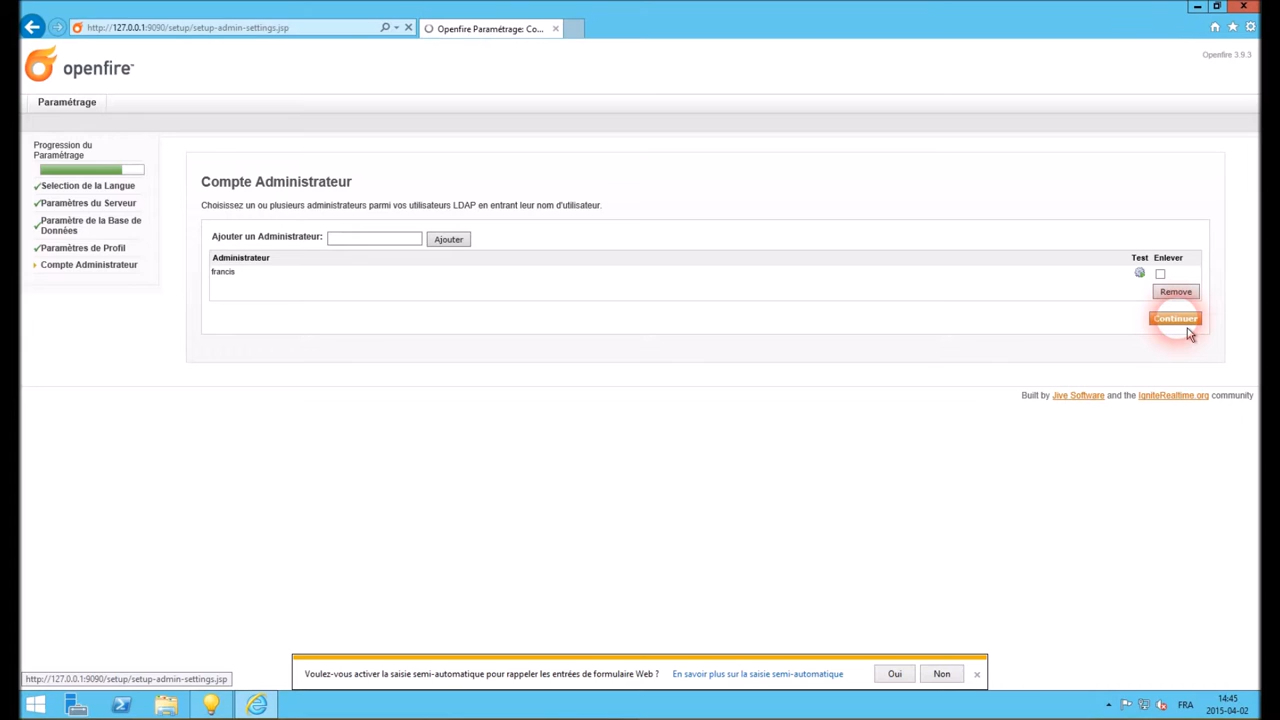 http://127.0.0.1:9090/setup/setup-admin-settings.jsp
Openfire Paramétrage: Co...
openfire™
Openfire 3.9.3
Paramétrage
Progression du
Paramétrage
Selection de la Langue
Paramètres du Serveur
Paramètre de la Base de
Données
Paramètres de Profil
Compte Administrateur
Compte Administrateur
Choisissez un ou plusieurs administrateurs parmi vos utilisateurs LDAP en entrant leur nom d'utilisateur.
Ajouter un Administrateur: Ajouter
Administrateur Test Enlever
francis
Remove
Continuer
Built by Jive Software and the IgniteRealtime.org community
Voulez-vous activer la saisie semi-automatique pour rappeler les entrées de formulaire Web ? En savoir plus sur la saisie semi-automatique Oui Non
http://127.0.0.1:9090/setup/setup-admin-settings.jsp
FRA
14:45
2015-04-02